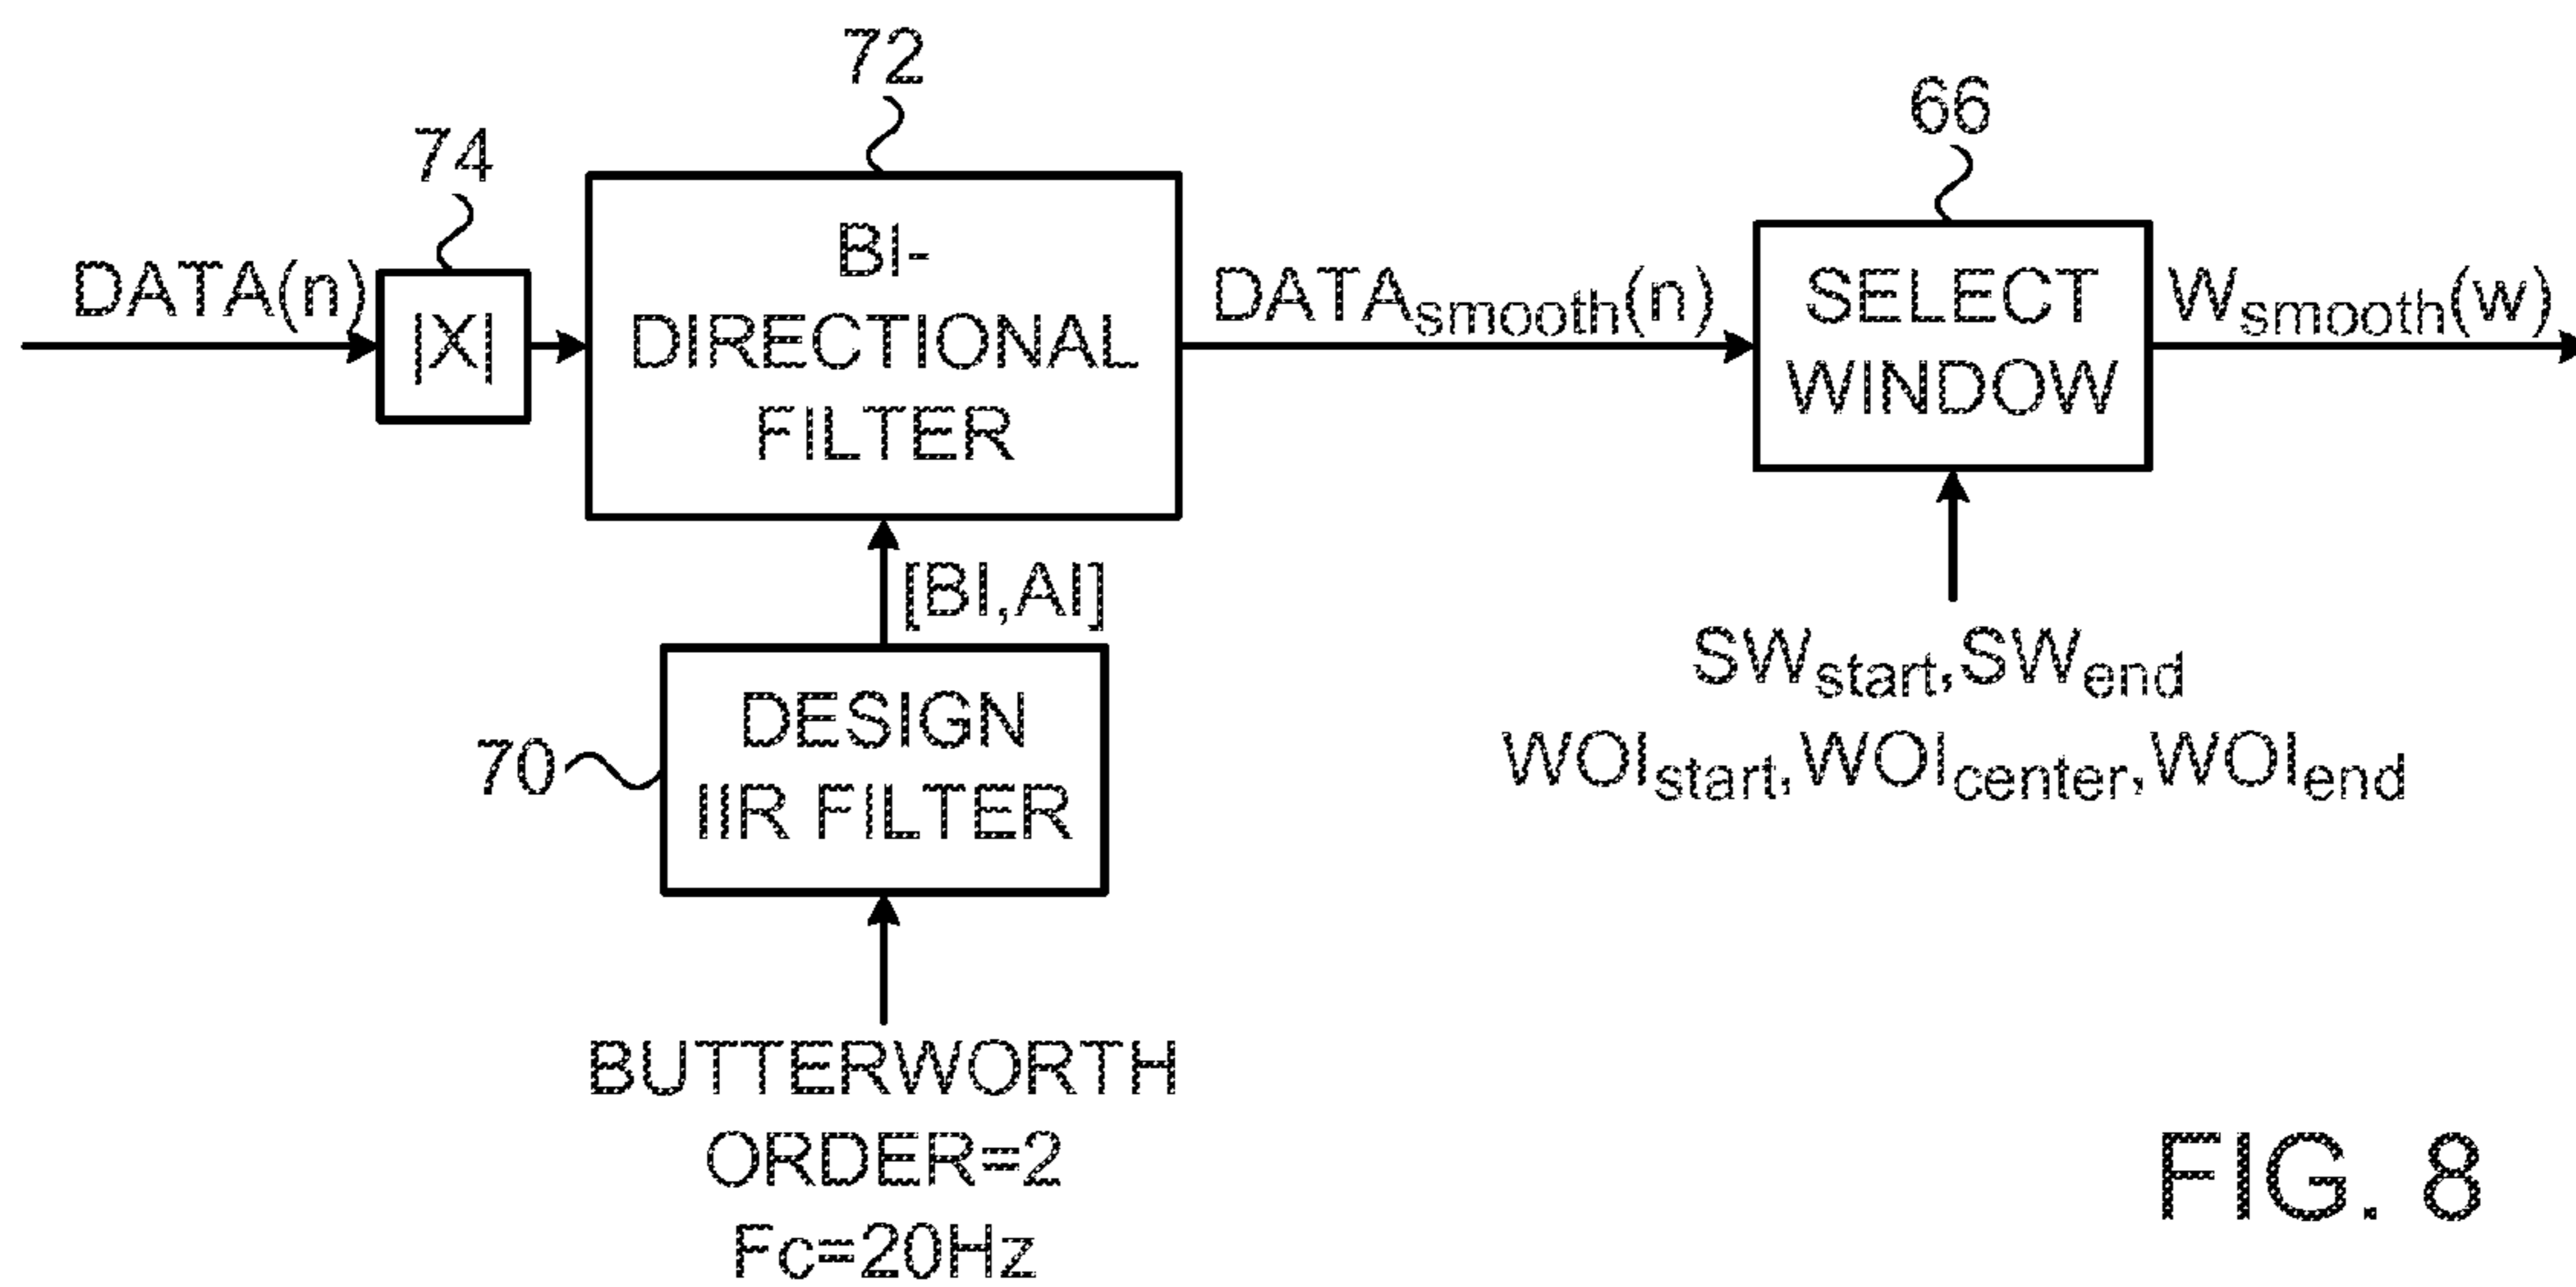 72
66
74
DATA(n)
|X|
BI-
DIRECTIONAL
FILTER
DATAsmooth(n)
SELECT
WINDOW
Wsmooth(w)
[BI,AI]
SWstart,SWend
WOIstart,WOIcenter,WOIend
70
DESIGN
IIR FILTER
BUTTERWORTH
ORDER=2
Fc=20Hz
FIG. 8